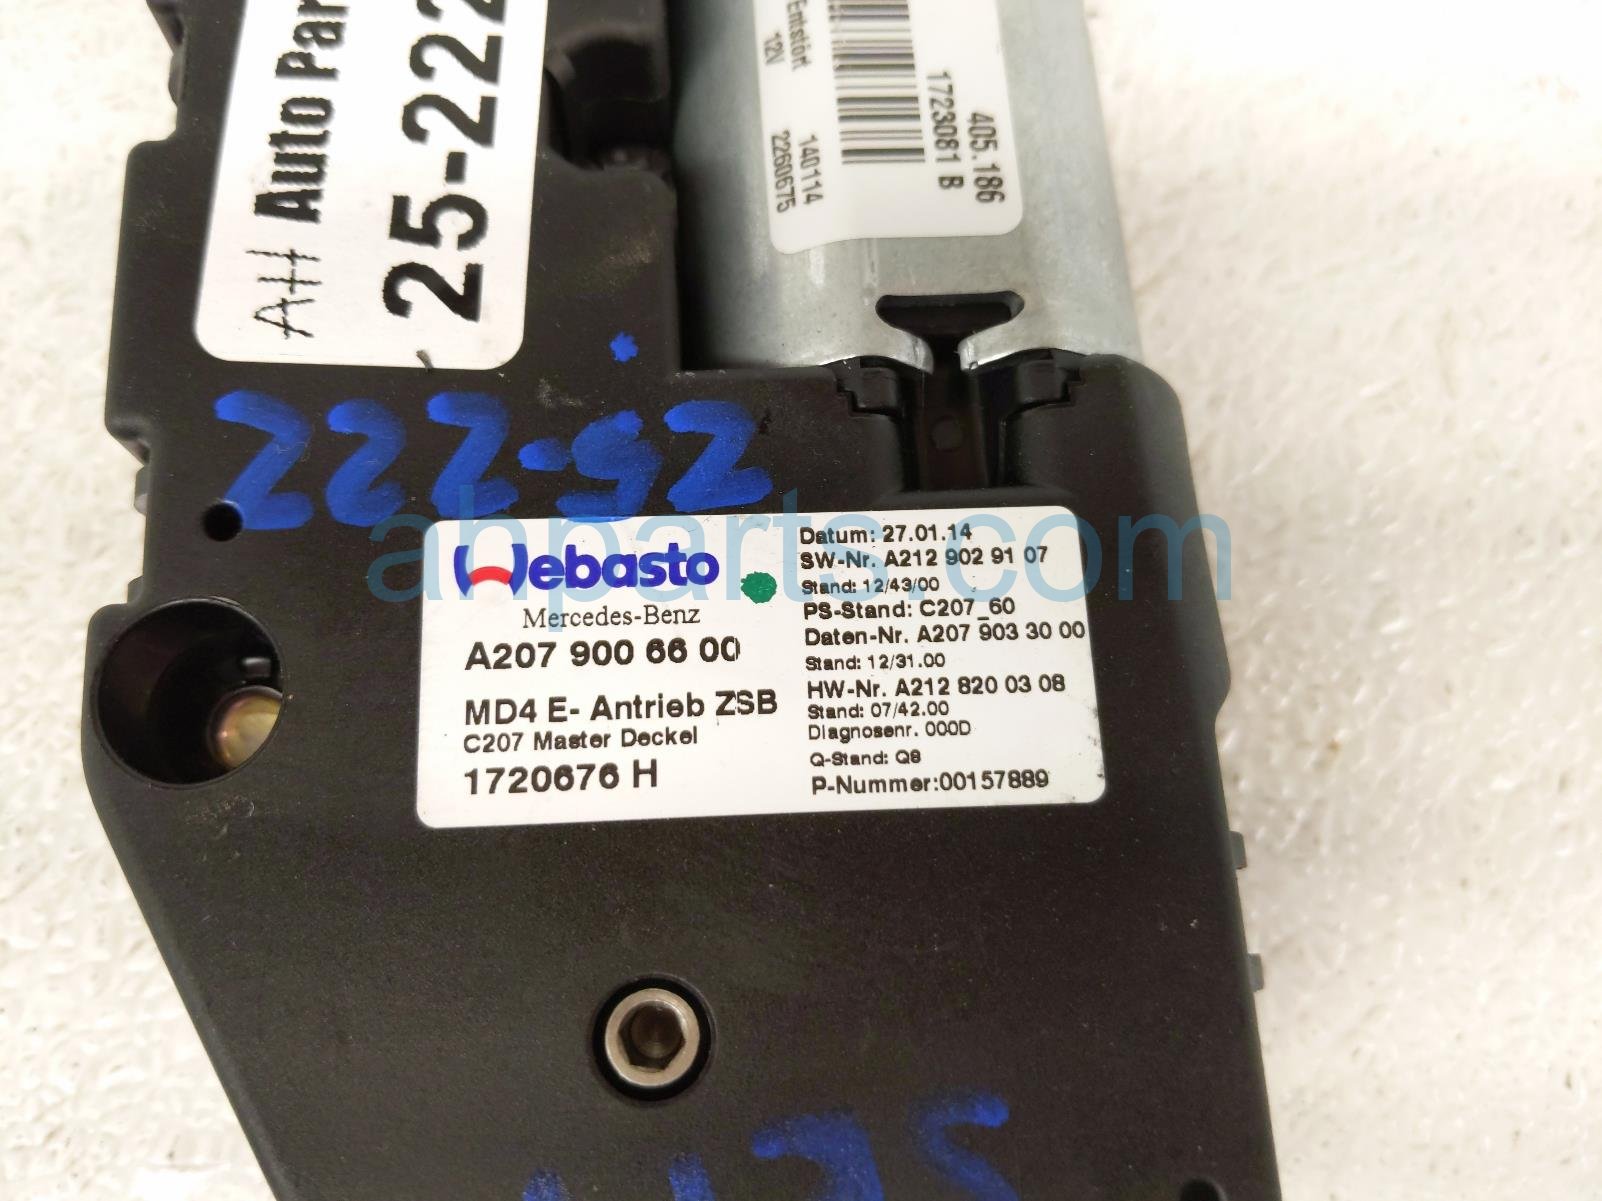 AH Auto Par
25-222
Entstört
12V
140114
2260675
1723081 B
405.186
25-222
Webasto
Mercedes-Benz
A207 900 66 00
MD4 E- Antrieb ZSB
C207 Master Deckel
1720676 H
Datum: 27.01.14
SW-Nr. A212 902 91 07
Stand: 12/43/00
PS-Stand: C207_60
Daten-Nr. A207 903 30 00
Stand: 12/31.00
HW-Nr. A212 820 03 08
Stand: 07/42.00
Diagnosenr. 000D
Q-Stand: Q8
P-Nummer:00157889
ahparts.com